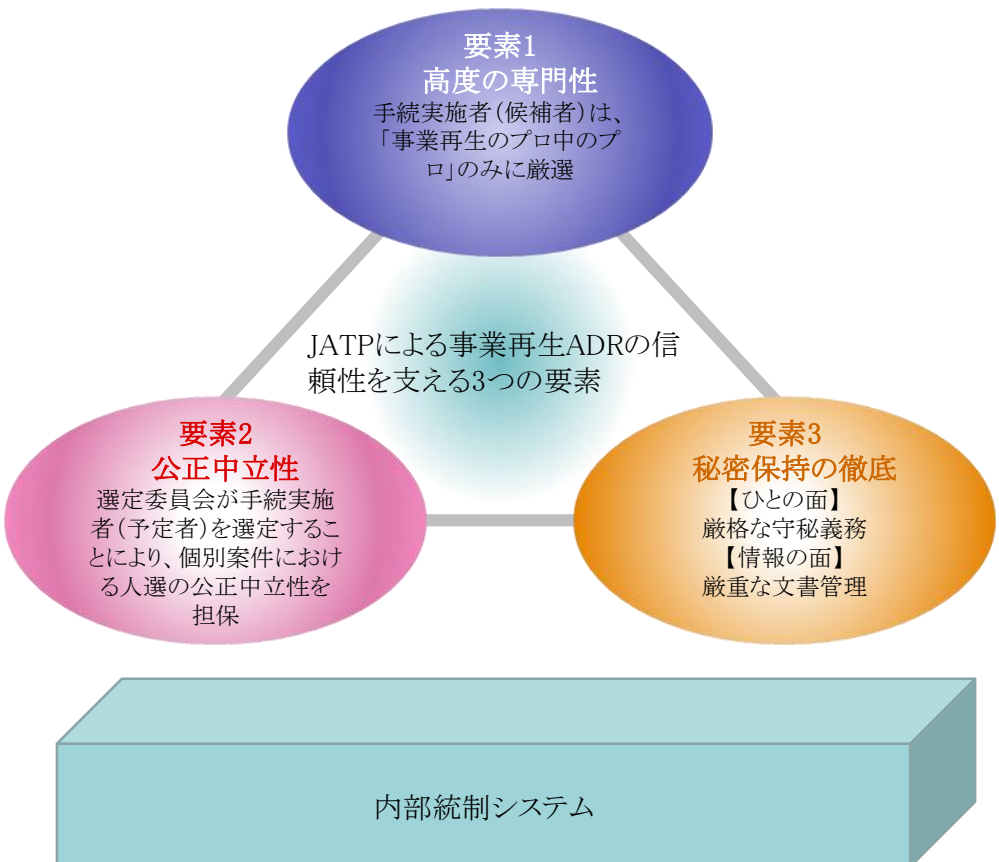 要素1
高度の専門性
手続実施者(候補者)は、
「事業再生のプロ中のプ
ロ」のみに厳選
JATPによる事業再生ADRの信
頼性を支える3つの要素
要素2
公正中立性
選定委員会が手続実施
者(予定者)を選定するこ
とにより、個別案件におけ
る人選の公正中立性を
担保
要素3
秘密保持の徹底
【ひとの面】
厳格な守秘義務
【情報の面】
厳重な文書管理
内部統制システム